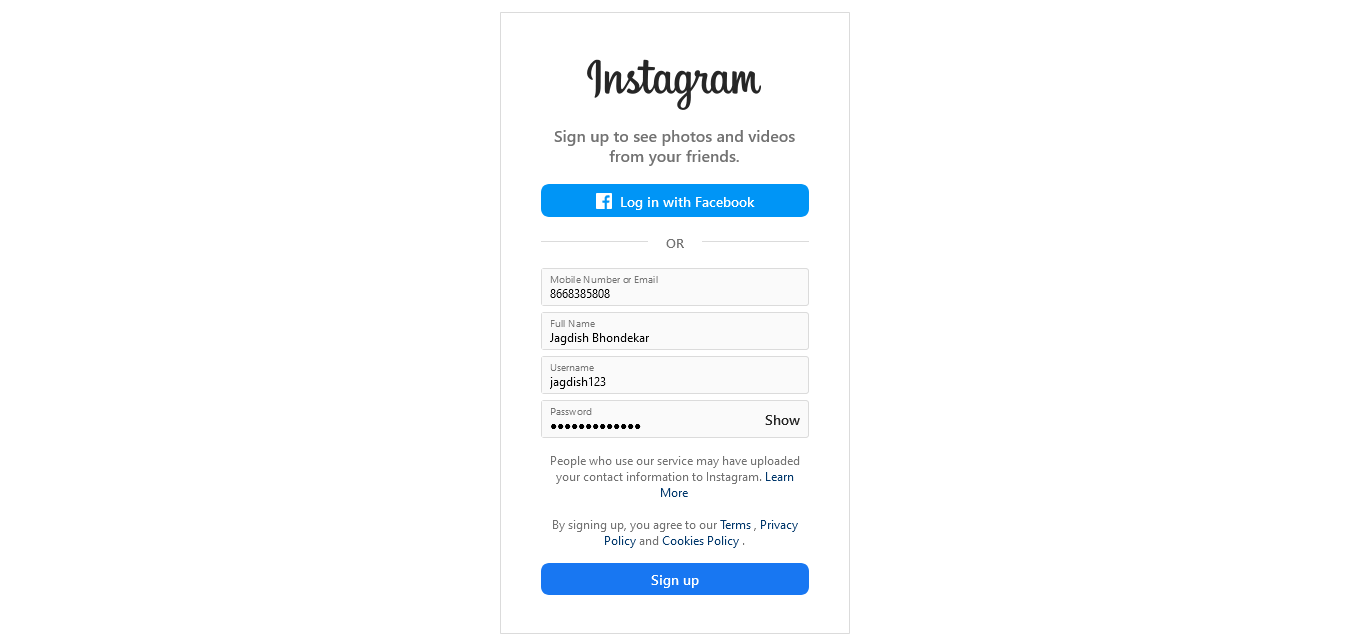 Instagram
Sign up to see photos and videos
from your friends.
Log in with Facebook
OR
Mobile Number or Email
8668385808
Full Name
Jagdish Bhondekar
Username
jagdish123
Password
•••••••••••••
Show
People who use our service may have uploaded
your contact information to Instagram. Learn
More
By signing up, you agree to our Terms , Privacy
Policy and Cookies Policy .
Sign up